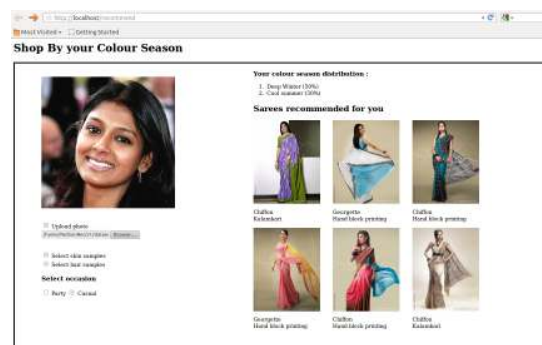 http://localhost/recommend
Most Visited
Getting Started
Shop By your Colour Season
Your colour season distribution :
1. Deep Winter (50%)
2. Cool summer (50%)
Sarees recommended for you
Chiffon
Kalamkari
Georgette
Hand block printing
Chiffon
Hand block printing
Georgette
Hand block printing
Chiffon
Hand block printing
Chiffon
Kalamkari
Upload photo
Browse...
Select skin samples
Select hair samples
Select occasion
Party
Casual